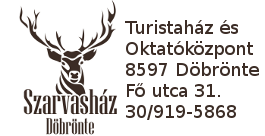 Szarvasház
Döbrönte
Turistaház és
Oktatóközpont
8597 Döbrönte
Fő utca 31.
30/919-5868